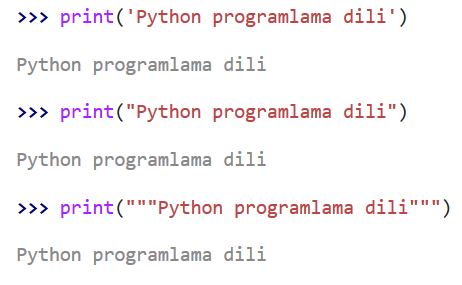 >>> print('Python programlama dili')
Python programlama dili
>>> print("Python programlama dili")
Python programlama dili
>>> print("""Python programlama dili""")
Python programlama dili